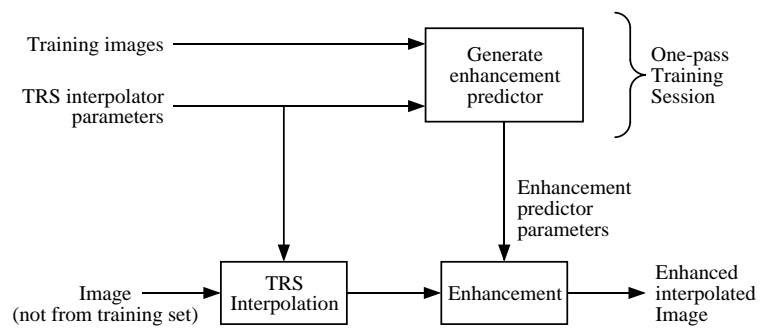 Training images
Generate
enhancement
predictor
One-pass
Training
Session
TRS interpolator
parameters
Enhancement
predictor
parameters
Image
(not from training set)
TRS
Interpolation
Enhancement
Enhanced
interpolated
Image